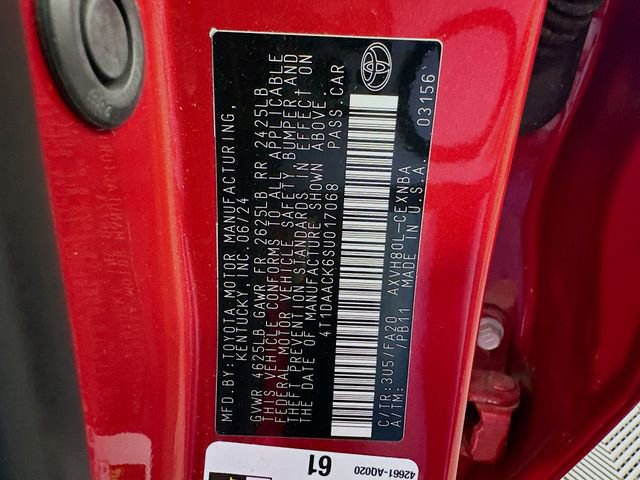 MFD.BY:TOYOTA MOTOR MANUFACTURING,
KENTUCKY, INC. 06/24
GVWR 4625LB GAWR FR 2625LB RR 2425LB
THIS VEHICLE CONFORMS TO ALL APPLICABLE
FEDERAL MOTOR VEHICLE SAFETY, BUMPER AND
THEFT PREVENTION STANDARDS IN EFFECT ON
THE DATE OF MANUFACTURE SHOWN ABOVE.
4T1DAACK6SU017068 PASS.CAR
C/TR:3U5/FA20 AXVH80L-CEXNBA
A/TM: /PB11 MADE IN U.S.A. 03156
61
42661-AQ020